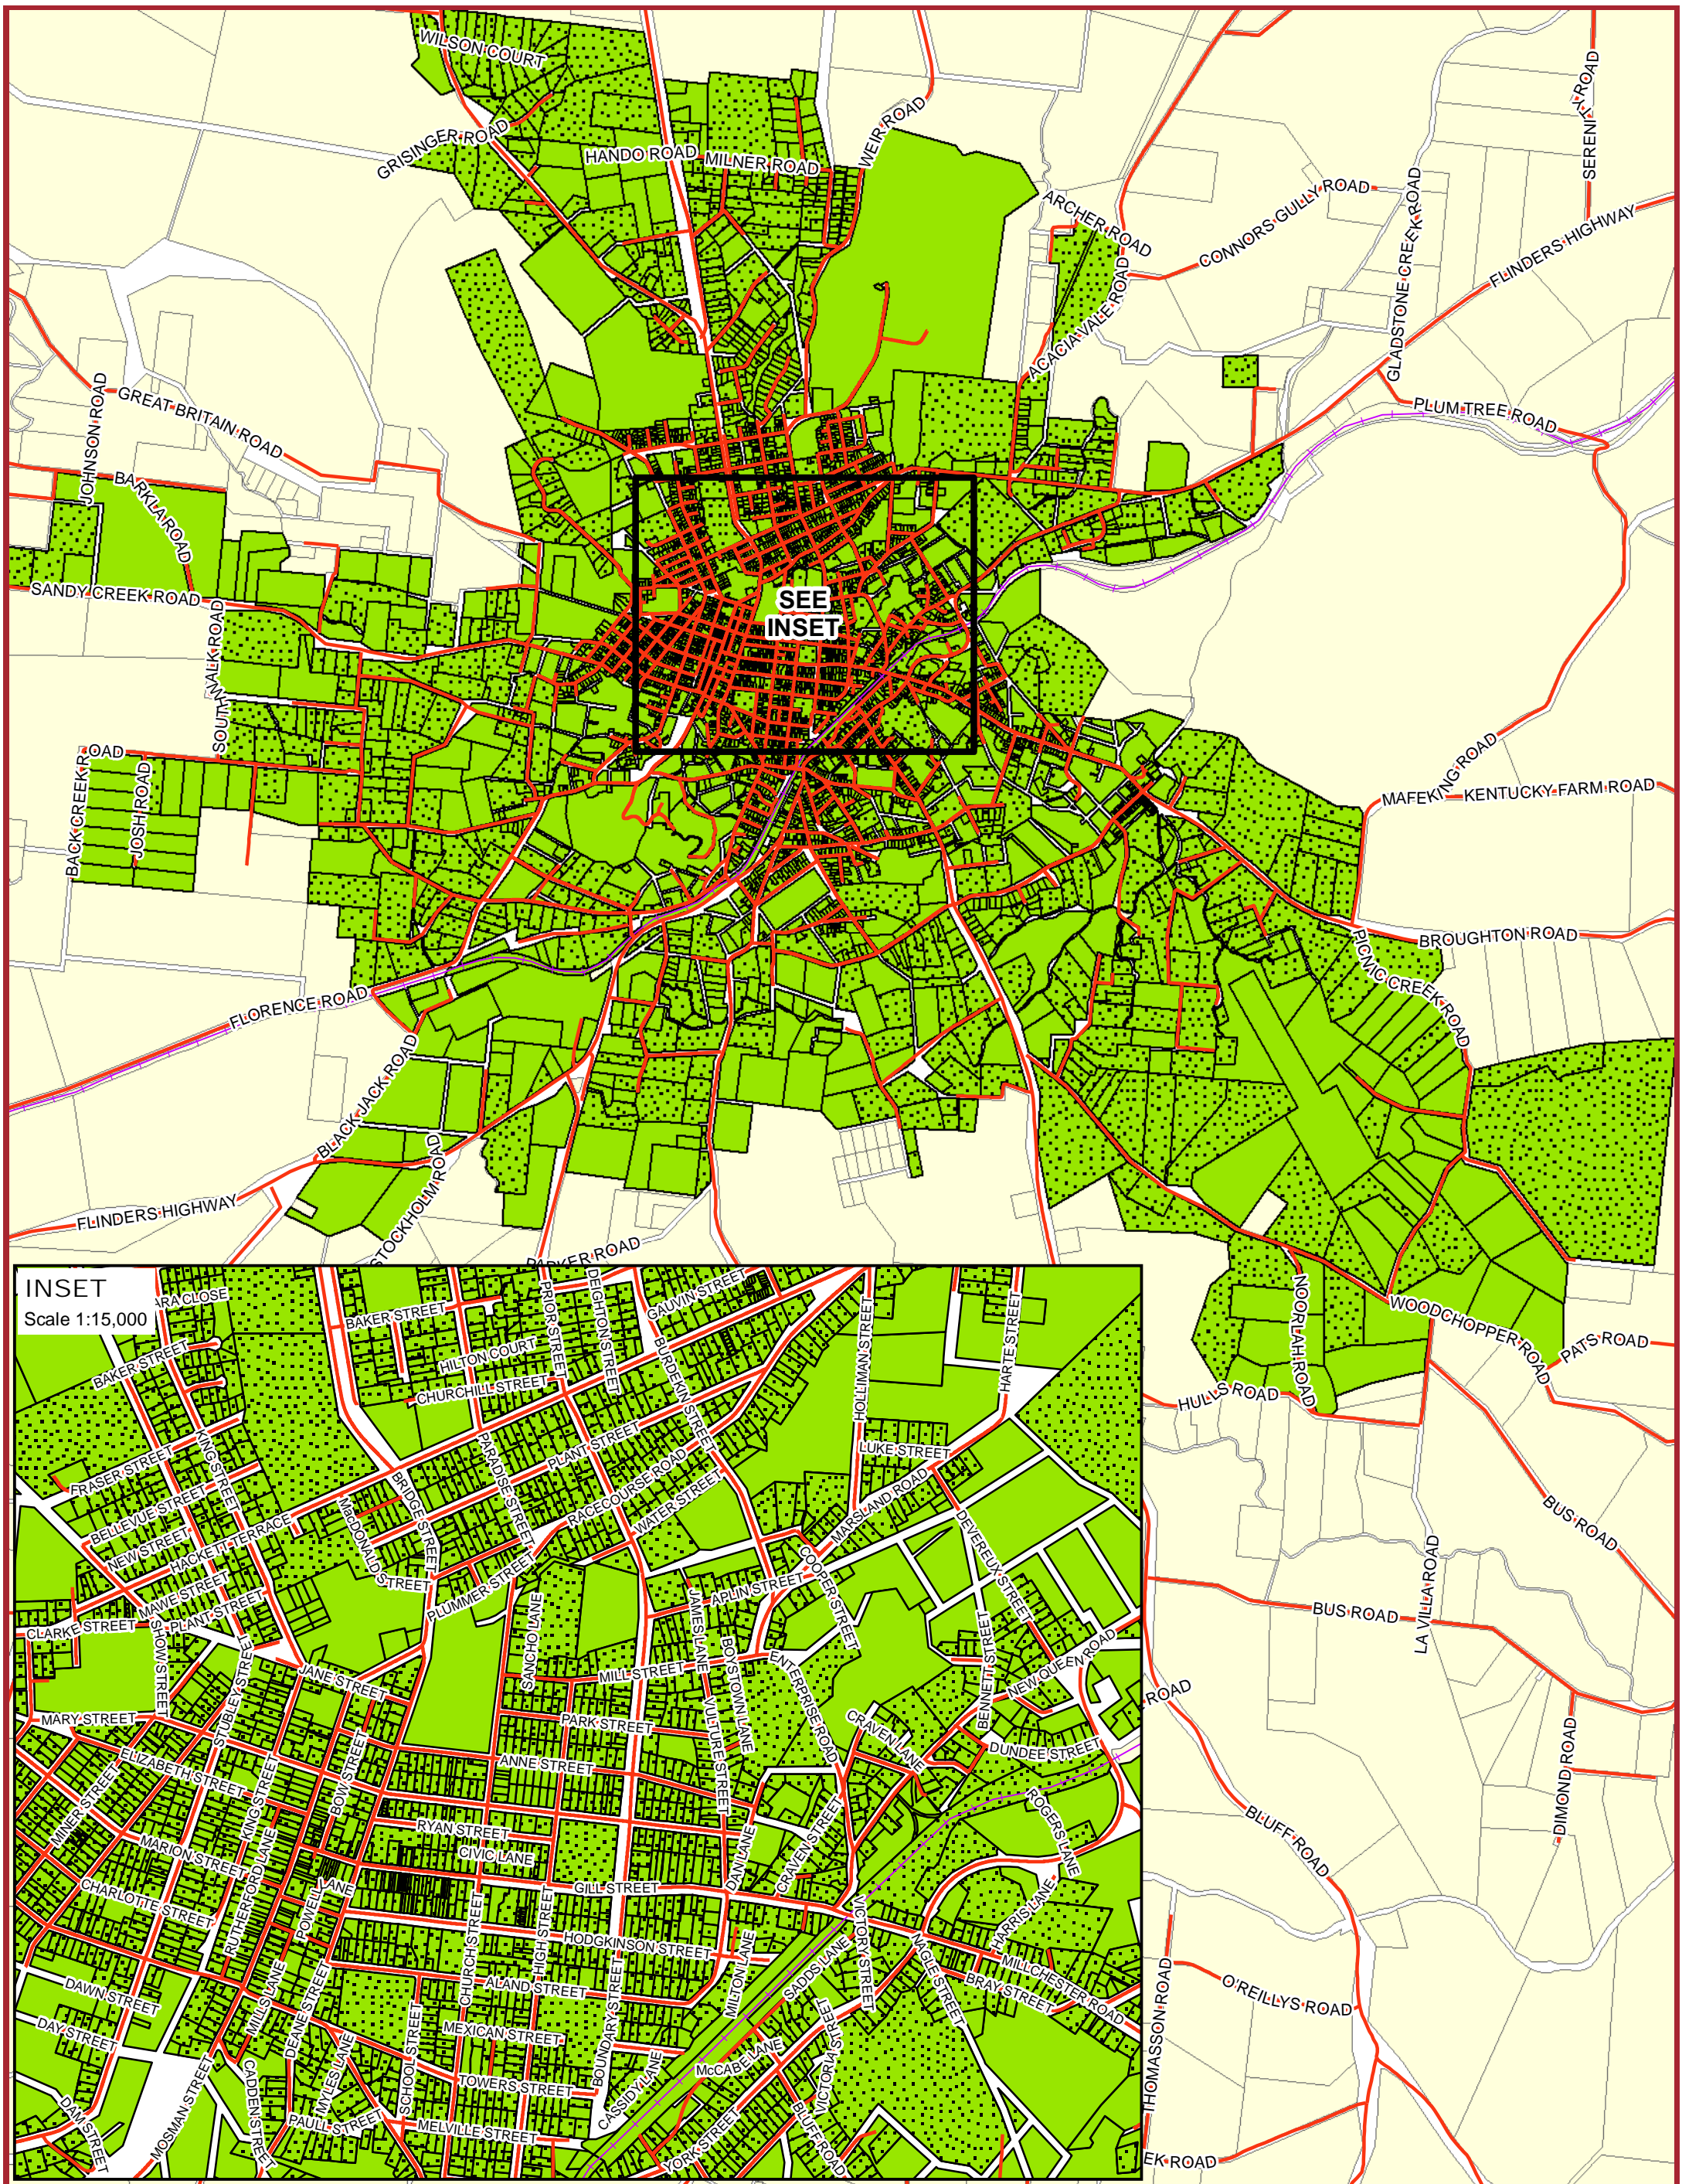 WILSON COURT
GRISINGER ROAD
HANDO ROAD
MILNER ROAD
WEIR ROAD
ARCHER ROAD
CONNORS GULLY ROAD
GLADSTONE CREEK ROAD
SERENITY ROAD
FLINDERS HIGHWAY
ACACIA VALE ROAD
PLUM TREE ROAD
JOHNSON ROAD
GREAT BRITAIN ROAD
BARKLA ROAD
SANDY CREEK ROAD
SEE
INSET
BACK CREEK ROAD
JOSHI ROAD
MAFEKING ROAD
KENTUCKY FARM ROAD
BROUGHTON ROAD
PICNIC CREEK ROAD
FLORENCE ROAD
BLACK JACK ROAD
STOCKHOLM ROAD
FLINDERS HIGHWAY
PARKER ROAD
NOORLAH ROAD
WOODCHOPPER ROAD
PATS ROAD
HULLS ROAD
BUS ROAD
BUS ROAD
LA VILLA ROAD
ROAD
DIMOND ROAD
BLUFF ROAD
O'REILLYS ROAD
THOMASSON ROAD
EK ROAD
INSET
Scale 1:15,000
ARA CLOSE
BAKER STREET
BAKER STREET
PRIOR STREET
DEIGHTON STREET
GAUVIN STREET
HILTON COURT
CHURCHILL STREET
BURDEKIN STREET
HOLLIMAN STREET
HARTE STREET
LUKE STREET
FRASER STREET
KING STREET
BELLEVUE STREET
NEW STREET
HACKETT TERRACE
MAWE STREET
PLANT STREET
CLARKE STREET
SHOW STREET
MacDONALD STREET
BRIDGE STREET
PARADISE STREET
PLANT STREET
RACECOURSE ROAD
WATER STREET
PLUMMER STREET
MARSLAND ROAD
COOPER STREET
DEVEREUX STREET
APLIN STREET
SANCHO LANE
JAMES LANE
BOYSTOWN LANE
MILL STREET
ENTERPRISE ROAD
BENNETT STREET
NEW QUEEN ROAD
JANE STREET
STUBLEY STREET
MARY STREET
PARK STREET
VULTURE STREET
CRAVEN LANE
DUNDEE STREET
ELIZABETH STREET
MINER STREET
KING STREET
BOW STREET
ANNE STREET
ROGERS LANE
RYAN STREET
CIVIC LANE
MARION STREET
RUTHERFORD LANE
CHARLOTTE STREET
POWELL LANE
GILL STREET
DANI LANE
CRAVEN STREET
CHURCH STREET
HIGH STREET
HODGKINSON STREET
MILTON LANE
SADDS LANE
VICTORY STREET
NAGLE STREET
HARRIS LANE
MILLCHESTER ROAD
BRAY STREET
DAWN STREET
DAY STREET
MILLS LANE
DEANE STREET
ALAND STREET
BOUNDARY STREET
MEXICAN STREET
SCHOOL STREET
MYLES LANE
CADDEN STREET
MOSMAN STREET
DAM STREET
PAULL STREET
TOWERS STREET
MELVILLE STREET
CASSIDY LANE
McCABE LANE
VICTORIA STREET
YORK STREET
BLUFF ROAD